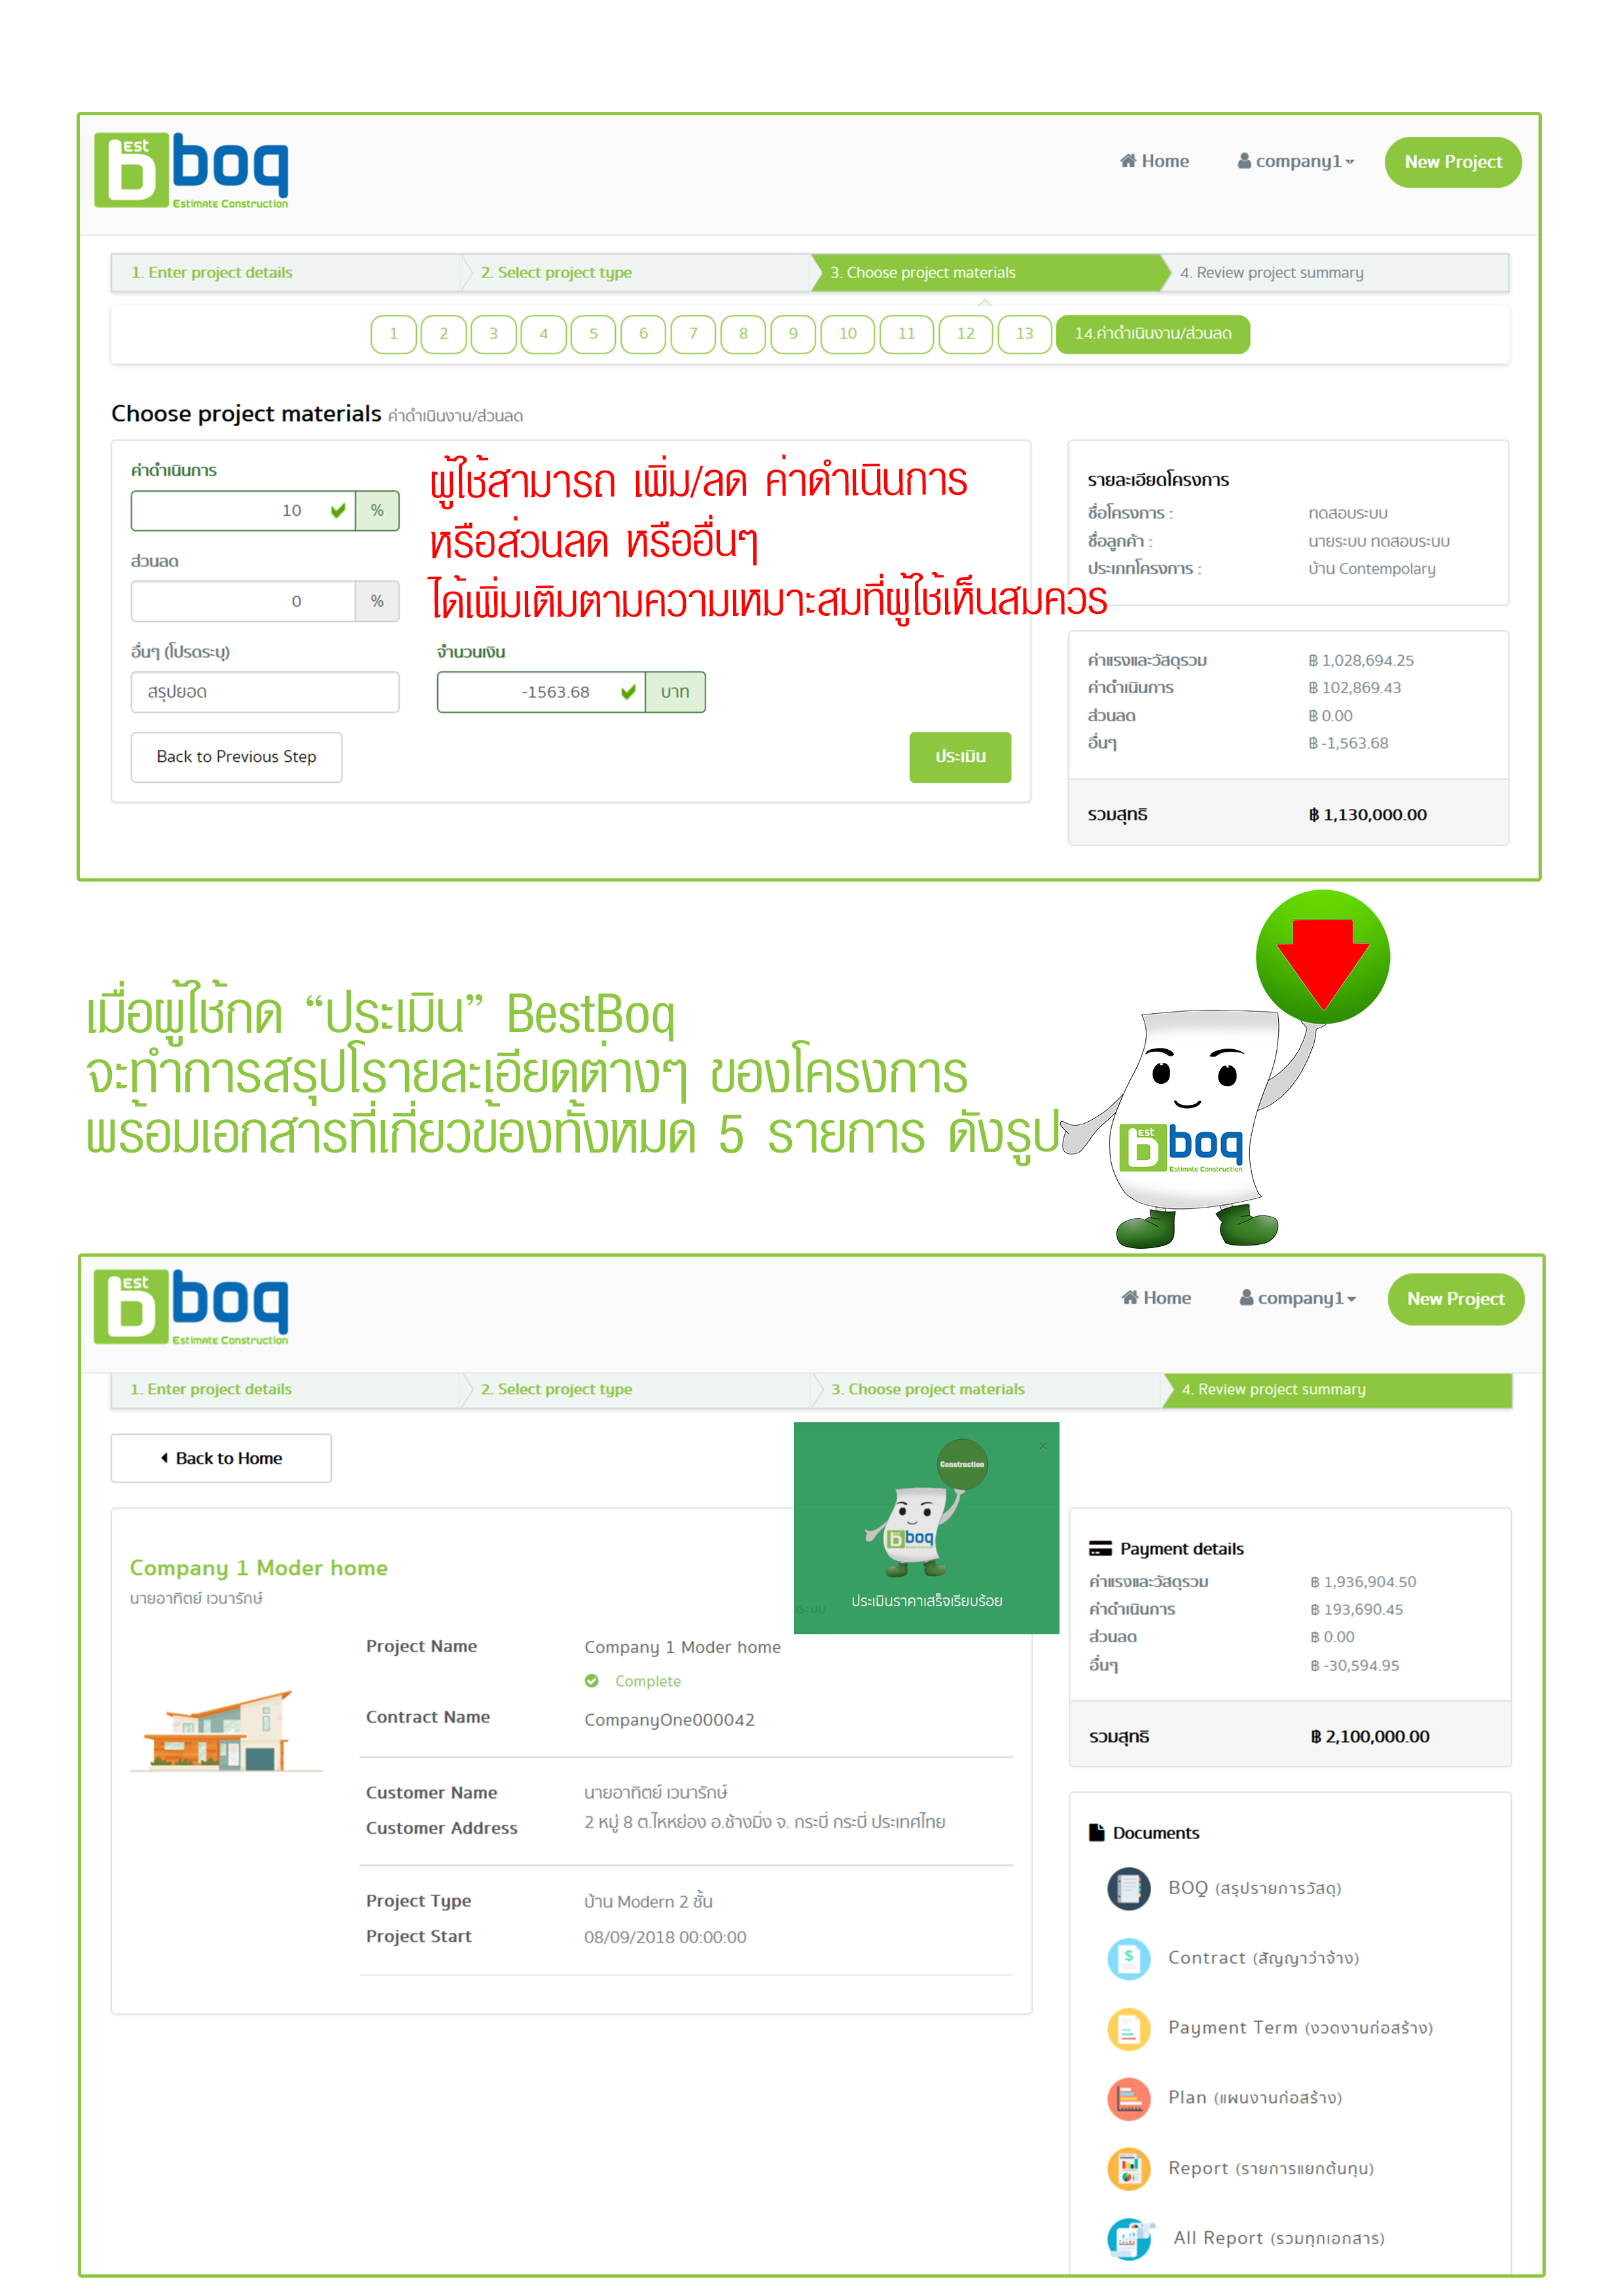 Est
boq
Estimate Construction
Home
company1
New Project
1. Enter project details
2. Select project type
3. Choose project materials
4. Review project summary
1 2 3 4 5 6 7 8 9 10 11 12 13 14.ค่าดำเนินงาน/ส่วนลด
Choose project materials ค่าดำเนินงาน/ส่วนลด
ค่าดำเนินการ
10 %
ส่วนลด
0 %
อื่นๆ (โปรดระบุ)
จำนวนเงิน
สรุปยอด
-1563.68 บาท
Back to Previous Step
ประเมิน
ผู้ใช้สามารถ เพิ่ม/ลด ค่าดำเนินการ
หรือส่วนลด หรืออื่นๆ
ได้เพิ่มเติมตามความเหมาะสมที่ผู้ใช้เห็นสมควร
รายละเอียดโครงการ
ชื่อโครงการ : ทดสอบระบบ
ชื่อลูกค้า : นายระบบ ทดสอบระบบ
ประเภทโครงการ : บ้าน Contempolary
ค่าแรงและวัสดุรวม ฿ 1,028,694.25
ค่าดำเนินการ ฿ 102,869.43
ส่วนลด ฿ 0.00
อื่นๆ ฿ -1,563.68
รวมสุทธิ ฿ 1,130,000.00
เมื่อผู้ใช้กด “ประเมิน” BestBoq
จะทำการสรุปโรายละเอียดต่างๆ ของโครงการ
พร้อมเอกสารที่เกี่ยวข้องทั้งหมด 5 รายการ ดังรูป
Est
boq
Estimate Construction
Est
boq
Estimate Construction
Home
company1
New Project
1. Enter project details
2. Select project type
3. Choose project materials
4. Review project summary
Back to Home
Construction
×
boq
ประเมินราคาเสร็จเรียบร้อย
Company 1 Moder home
นายอาทิตย์ เวนารักษ์
Project Name Company 1 Moder home
Complete
Contract Name CompanyOne000042
Customer Name นายอาทิตย์ เวนารักษ์
Customer Address 2 หมู่ 8 ต.ไหหย่อง อ.ช้างมิ่ง จ. กระบี่ กระบี่ ประเทศไทย
Project Type บ้าน Modern 2 ชั้น
Project Start 08/09/2018 00:00:00
Payment details
ค่าแรงและวัสดุรวม ฿ 1,936,904.50
ค่าดำเนินการ ฿ 193,690.45
ส่วนลด ฿ 0.00
อื่นๆ ฿ -30,594.95
รวมสุทธิ ฿ 2,100,000.00
Documents
BOQ (สรุปรายการวัสดุ)
Contract (สัญญาว่าจ้าง)
Payment Term (งวดงานก่อสร้าง)
Plan (แผนงานก่อสร้าง)
Report (รายการแยกต้นทุน)
All Report (รวมทุกเอกสาร)